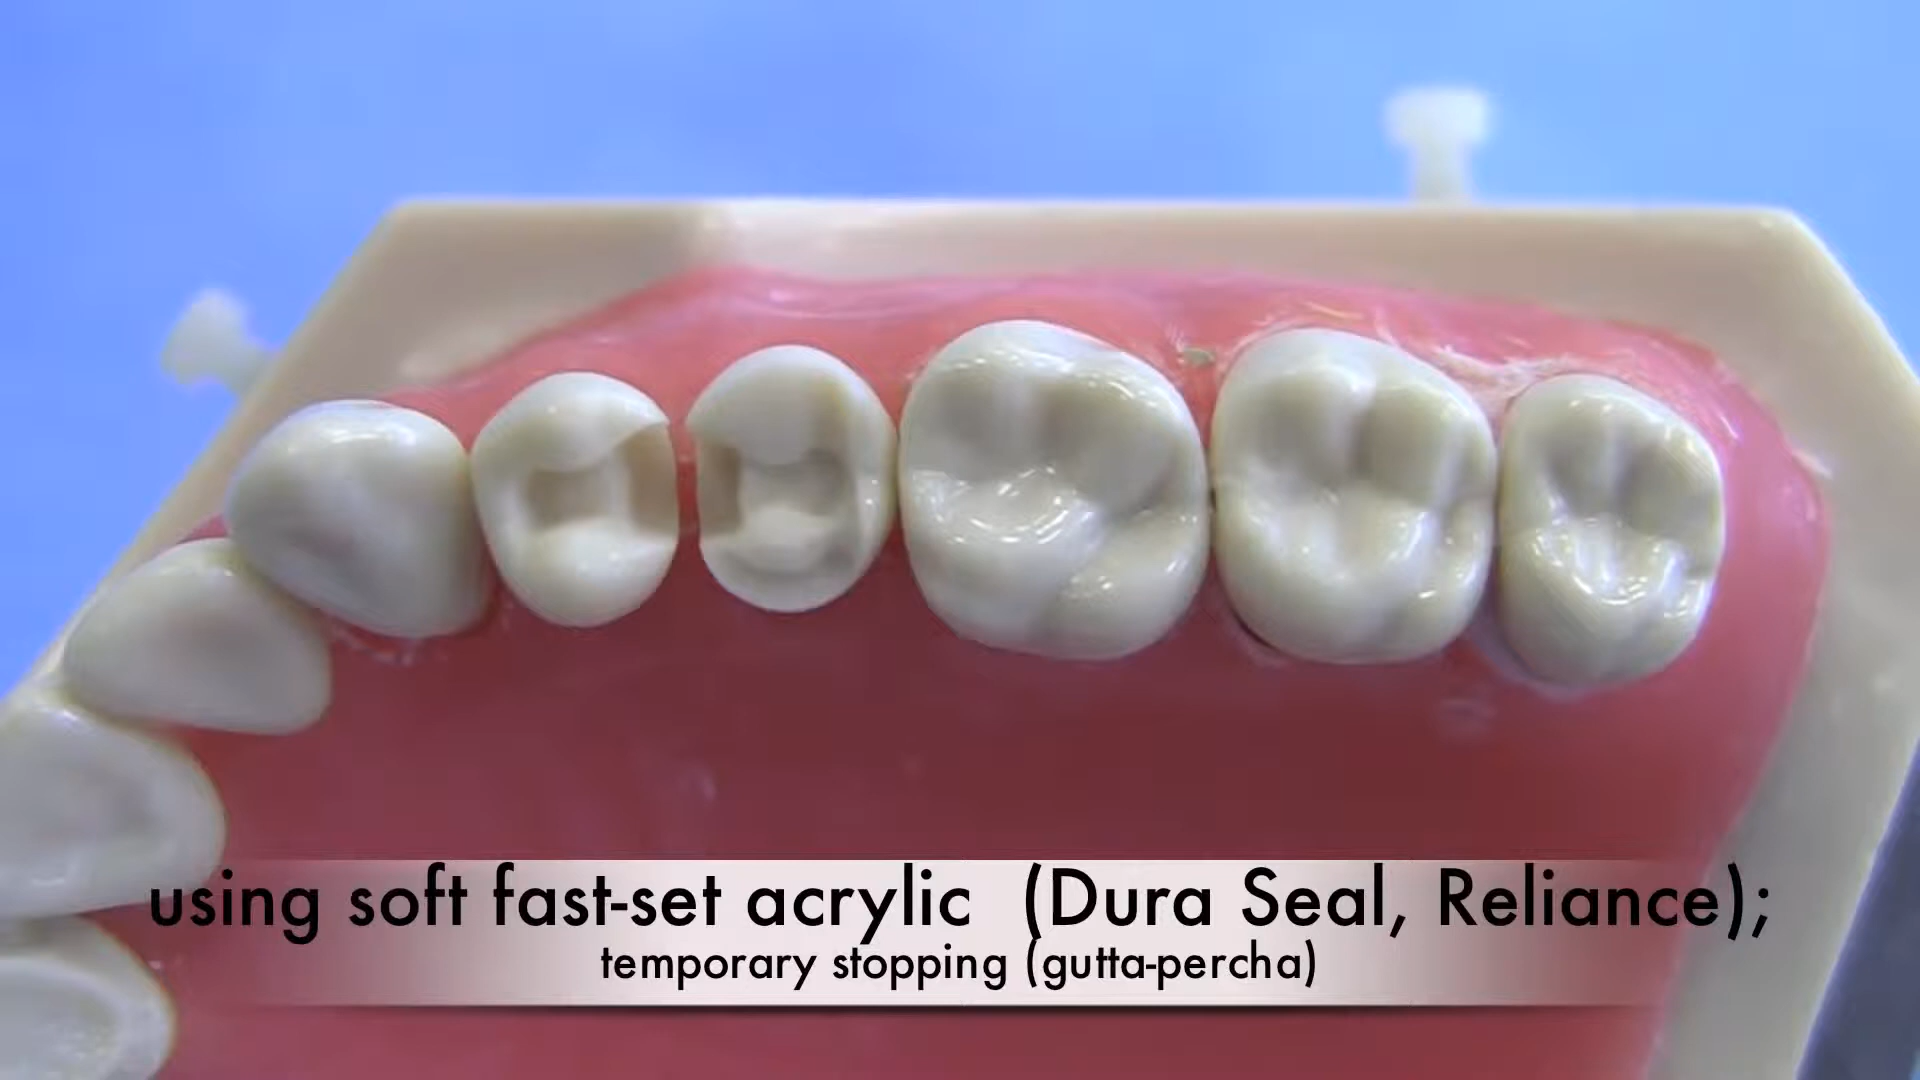 using soft fast-set acrylic  (Dura Seal, Reliance);
temporary stopping (gutta-percha)